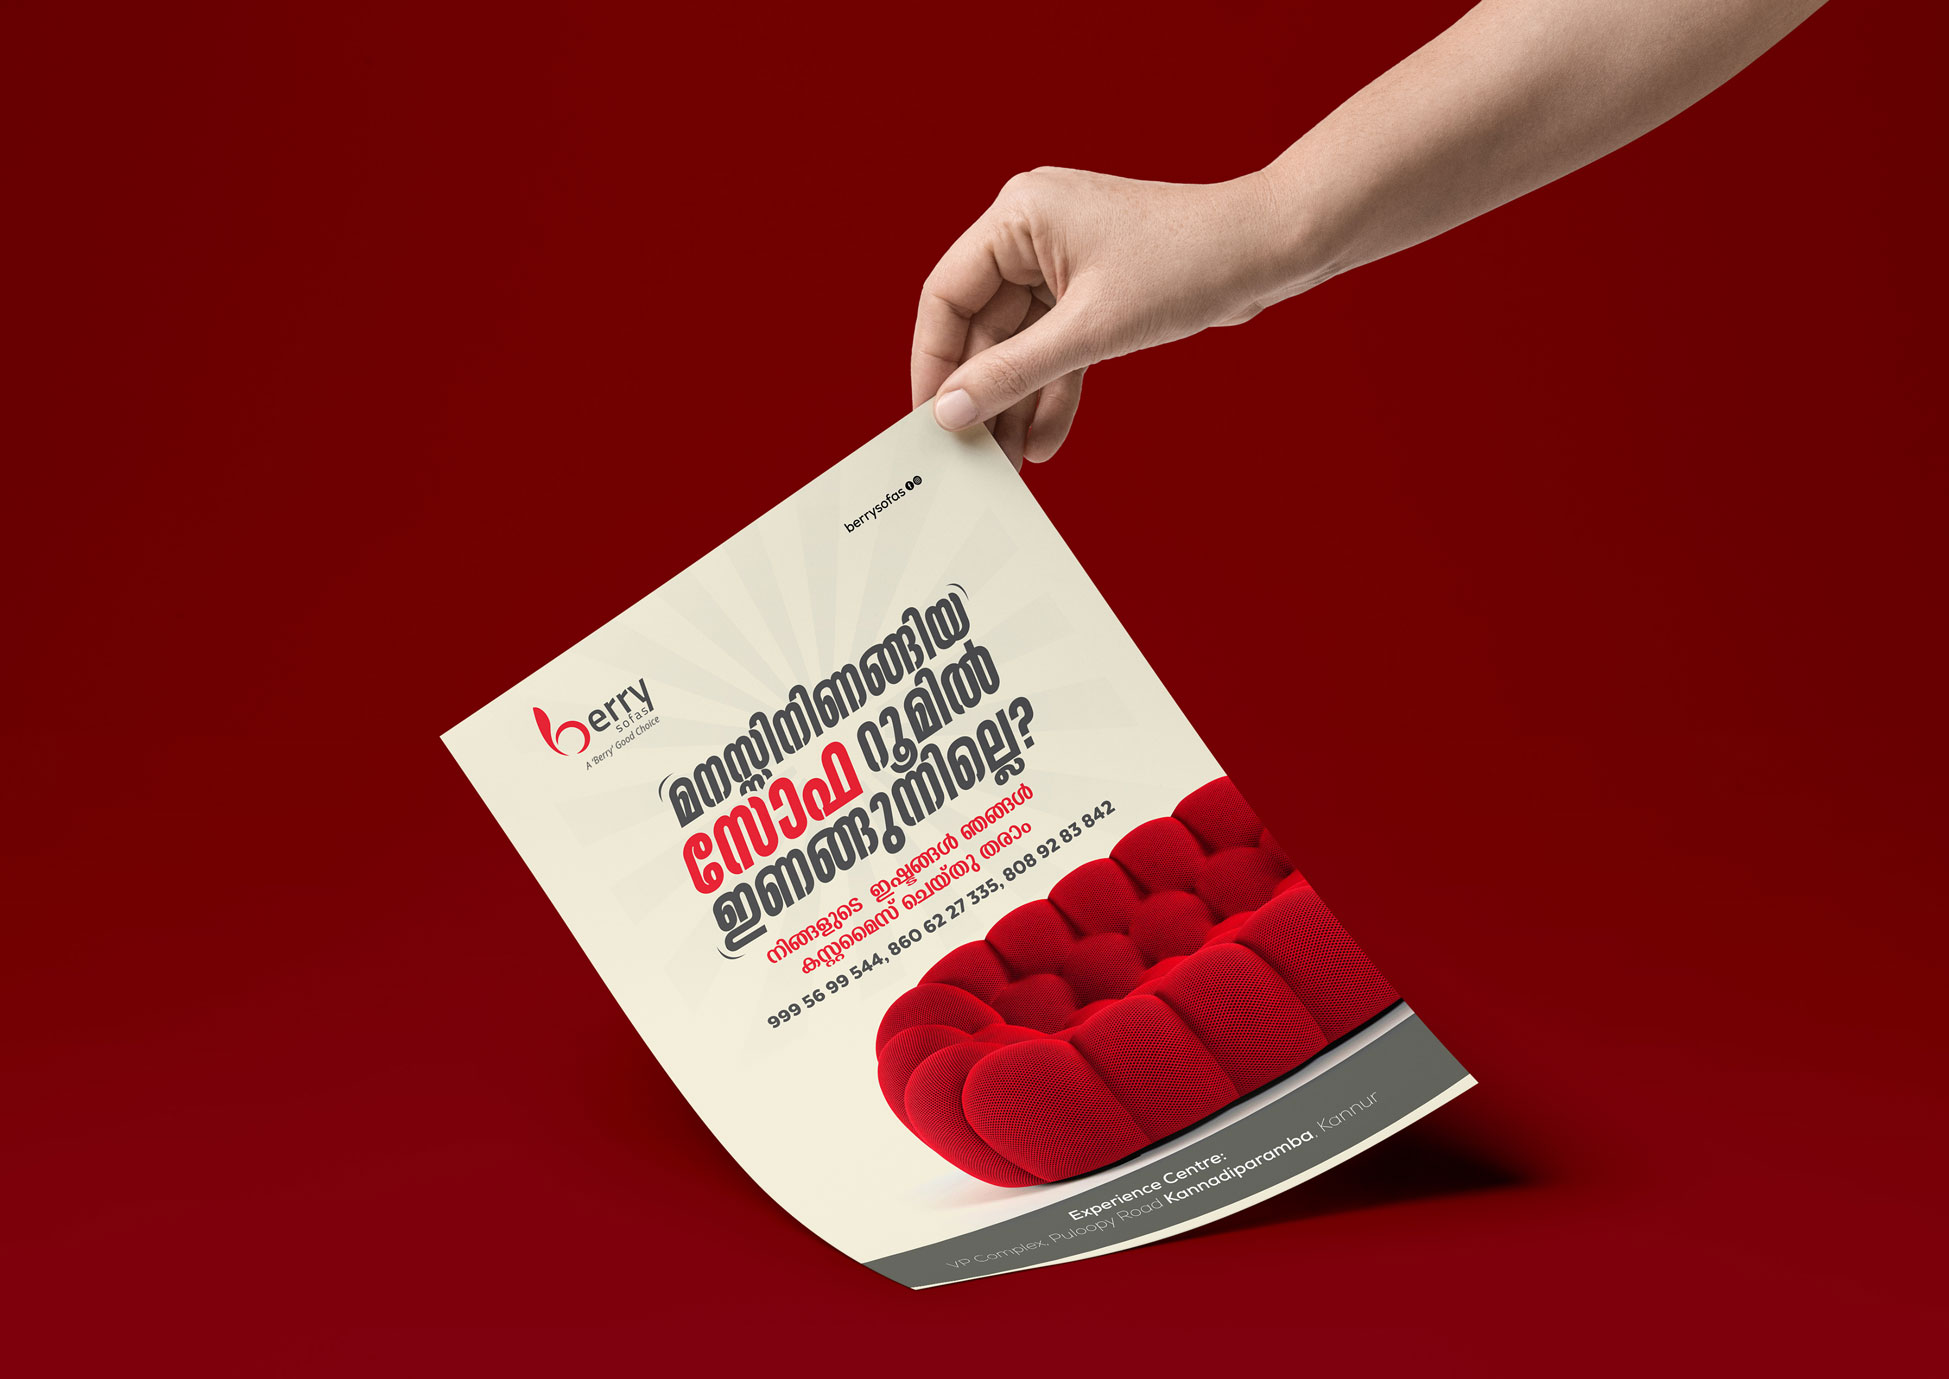 berrysofas
berry
sofas
A 'Berry' Good Choice
മനസ്സിനിണങ്ങിയ
സോഫ റൂമിൽ
ഇണങ്ങുന്നില്ലെ?
നിങ്ങളുടെ ഇഷ്ടങ്ങൾ ഞങ്ങൾ
കസ്റ്റമൈസ് ചെയ്തു തരാം
999 56 99 544, 860 62 27 335, 808 92 83 842
Experience Centre:
VP Complex, Puloopy Road Kannadiparamba, Kannur